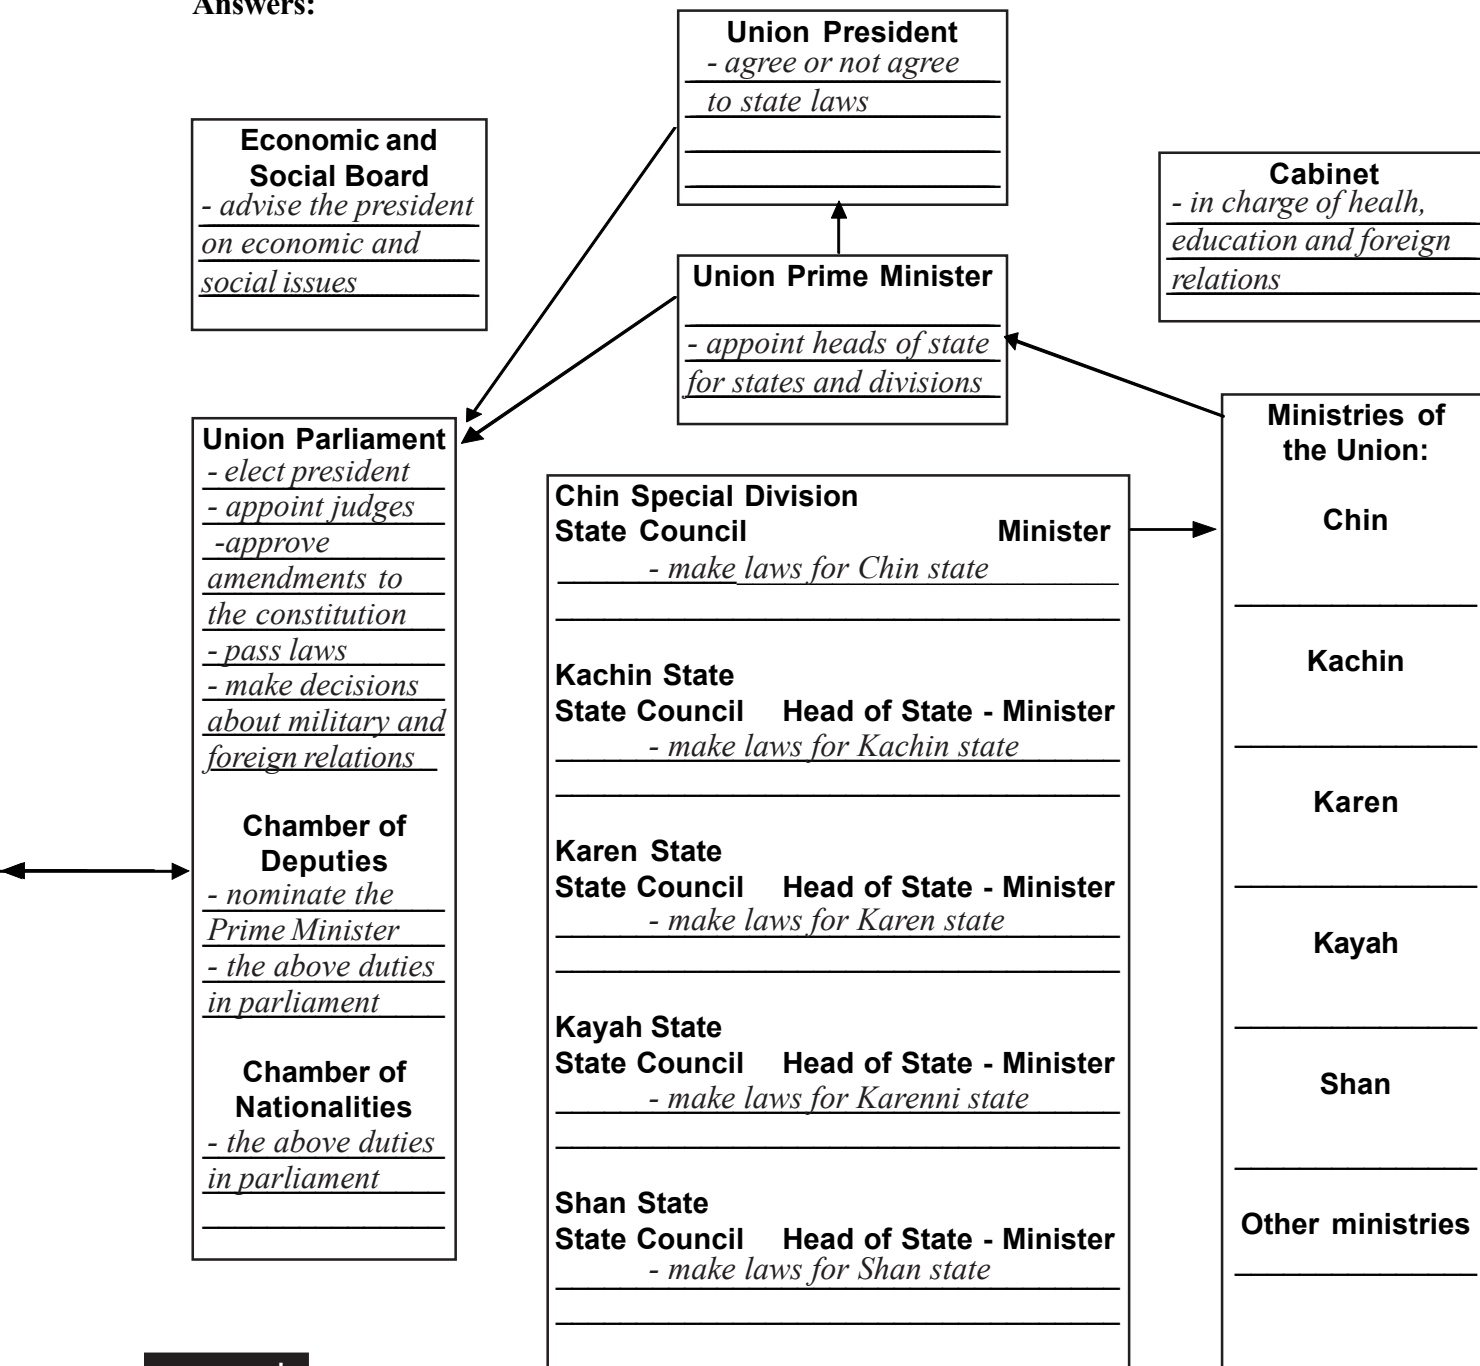 Answers:
Union President
- agree or not agree
to state laws
Economic and
Social Board
- advise the president
on economic and
social issues
Cabinet
- in charge of healh,
education and foreign
relations
Union Prime Minister
- appoint heads of state
for states and divisions
Union Parliament
- elect president
- appoint judges
-approve
amendments to
the constitution
- pass laws
- make decisions
about military and
foreign relations
Chamber of
Deputies
- nominate the
Prime Minister
- the above duties
in parliament
Chamber of
Nationalities
- the above duties
in parliament
Chin Special Division
State Council Minister
- make laws for Chin state
Kachin State
State Council Head of State - Minister
- make laws for Kachin state
Karen State
State Council Head of State - Minister
- make laws for Karen state
Kayah State
State Council Head of State - Minister
- make laws for Karenni state
Shan State
State Council Head of State - Minister
- make laws for Shan state
Ministries of
the Union:
Chin
Kachin
Karen
Kayah
Shan
Other ministries